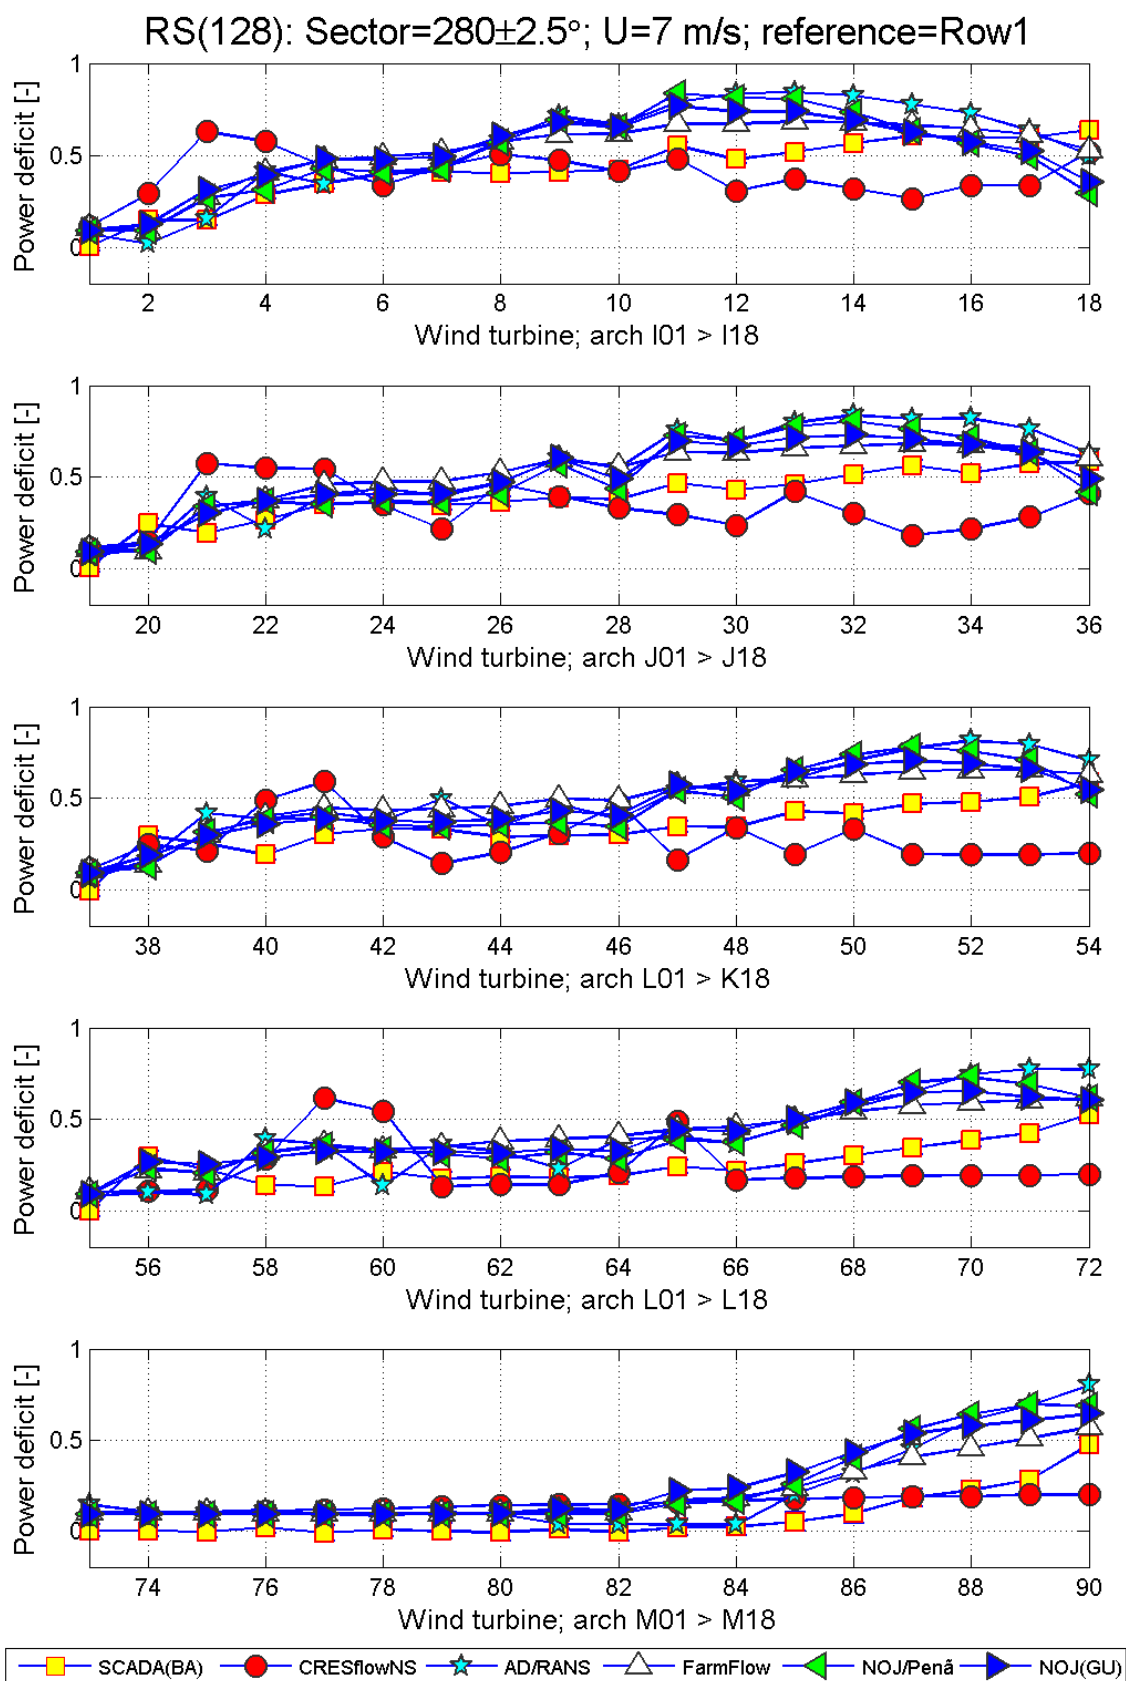 RS(128): Sector=280±2.5°; U=7 m/s; reference=Row1
Power deficit [-]
1
0.5
0
2 4 6 8 10 12 14 16 18
Wind turbine; arch I01 > I18
Power deficit [-]
1
0.5
0
20 22 24 26 28 30 32 34 36
Wind turbine; arch J01 > J18
Power deficit [-]
1
0.5
0
38 40 42 44 46 48 50 52 54
Wind turbine; arch L01 > K18
Power deficit [-]
1
0.5
0
56 58 60 62 64 66 68 70 72
Wind turbine; arch L01 > L18
Power deficit [-]
1
0.5
0
74 76 78 80 82 84 86 88 90
Wind turbine; arch M01 > M18
SCADA(BA) CRESflowNS AD/RANS FarmFlow NOJ/Penã NOJ(GU)